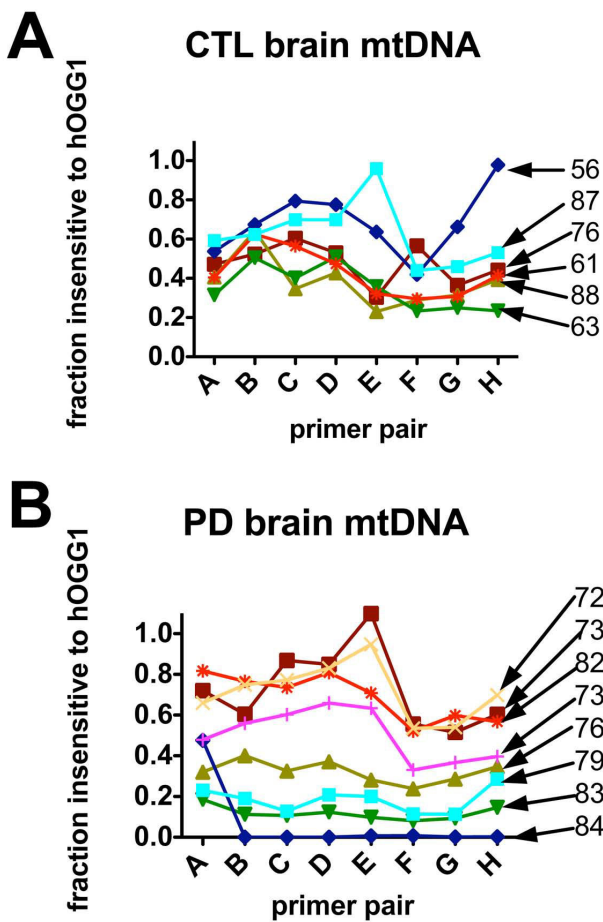 A
CTL brain mtDNA
fraction insensitive to hOGG1
1.0
0.8
0.6
0.4
0.2
0.0
A B C D E F G H
primer pair
56
87
76
61
88
63
B
PD brain mtDNA
fraction insensitive to hOGG1
1.0
0.8
0.6
0.4
0.2
0.0
A B C D E F G H
primer pair
72
73
82
73
76
79
83
84